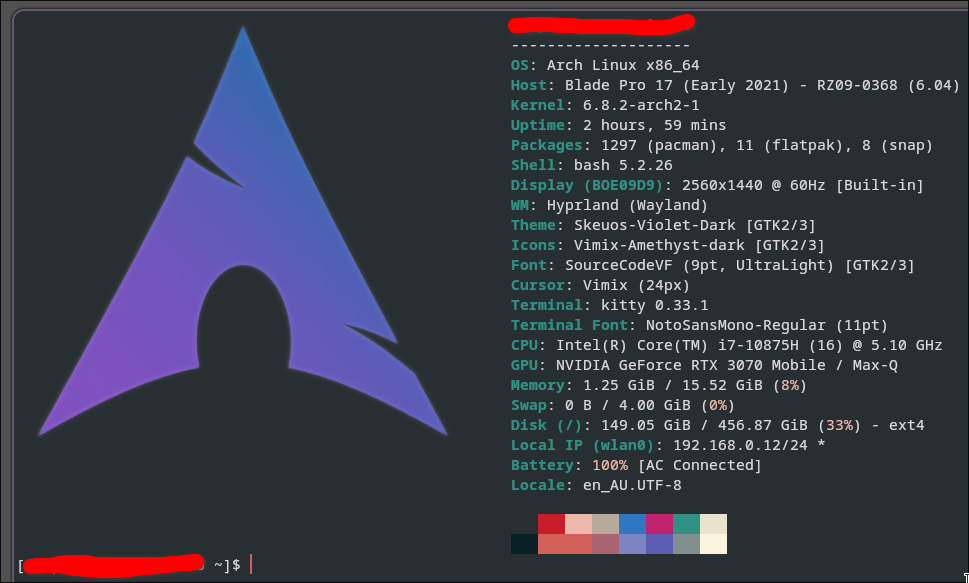 --------------------
OS: Arch Linux x86_64
Host: Blade Pro 17 (Early 2021) - RZ09-0368 (6.04)
Kernel: 6.8.2-arch2-1
Uptime: 2 hours, 59 mins
Packages: 1297 (pacman), 11 (flatpak), 8 (snap)
Shell: bash 5.2.26
Display (BOE09D9): 2560x1440 @ 60Hz [Built-in]
WM: Hyprland (Wayland)
Theme: Skeuos-Violet-Dark [GTK2/3]
Icons: Vimix-Amethyst-dark [GTK2/3]
Font: SourceCodeVF (9pt, UltraLight) [GTK2/3]
Cursor: Vimix (24px)
Terminal: kitty 0.33.1
Terminal Font: NotoSansMono-Regular (11pt)
CPU: Intel(R) Core(TM) i7-10875H (16) @ 5.10 GHz
GPU: NVIDIA GeForce RTX 3070 Mobile / Max-Q
Memory: 1.25 GiB / 15.52 GiB (8%)
Swap: 0 B / 4.00 GiB (0%)
Disk (/): 149.05 GiB / 456.87 GiB (33%) - ext4
Local IP (wlan0): 192.168.0.12/24 *
Battery: 100% [AC Connected]
Locale: en_AU.UTF-8
[ ~]$